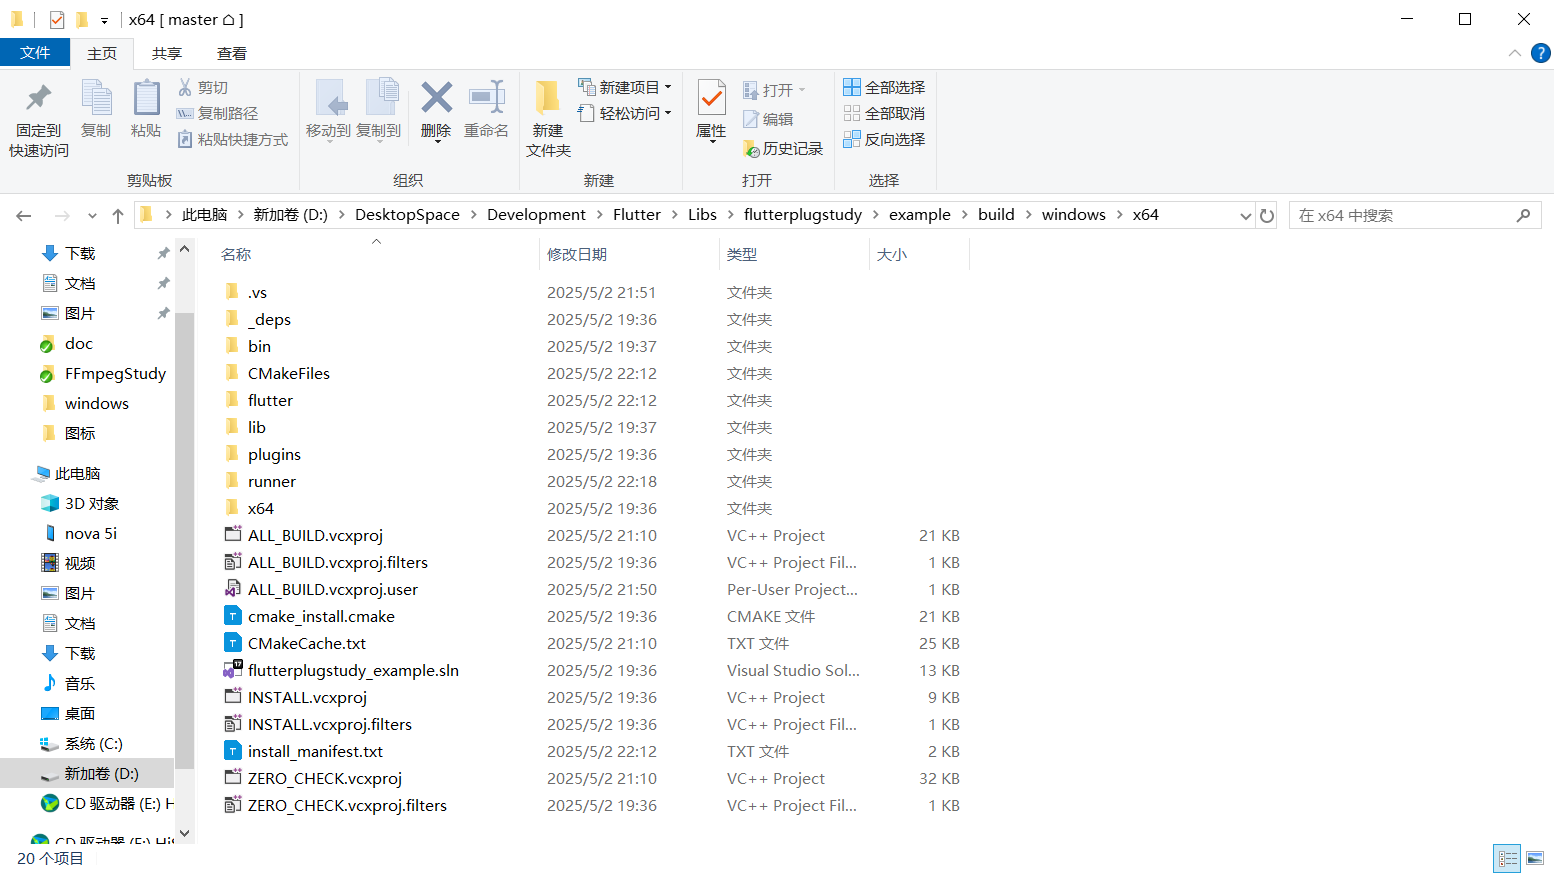 x64 [ master ⌂ ]
文件 主页 共享 查看
固定到
快速访问
复制
粘贴
剪切
复制路径
粘贴快捷方式
剪贴板
移动到
复制到
删除
重命名
组织
新建
文件夹
新建项目
轻松访问
新建
属性
打开
编辑
历史记录
打开
全部选择
全部取消
反向选择
选择
此电脑 新加卷 (D:) DesktopSpace Development Flutter Libs flutterplugstudy example build windows x64
在 x64 中搜索
下载
文档
图片
doc
FFmpegStudy
windows
图标
此电脑
3D 对象
nova 5i
视频
图片
文档
下载
音乐
桌面
系统 (C:)
新加卷 (D:)
CD 驱动器 (E:) H
CD 驱动器 (F:) HiS
名称 修改日期 类型 大小
.vs 2025/5/2 21:51 文件夹
_deps 2025/5/2 19:36 文件夹
bin 2025/5/2 19:37 文件夹
CMakeFiles 2025/5/2 22:12 文件夹
flutter 2025/5/2 22:12 文件夹
lib 2025/5/2 19:37 文件夹
plugins 2025/5/2 19:36 文件夹
runner 2025/5/2 22:18 文件夹
x64 2025/5/2 19:36 文件夹
ALL_BUILD.vcxproj 2025/5/2 21:10 VC++ Project 21 KB
ALL_BUILD.vcxproj.filters 2025/5/2 19:36 VC++ Project Fil... 1 KB
ALL_BUILD.vcxproj.user 2025/5/2 21:50 Per-User Project... 1 KB
cmake_install.cmake 2025/5/2 19:36 CMAKE 文件 21 KB
CMakeCache.txt 2025/5/2 21:10 TXT 文件 25 KB
flutterplugstudy_example.sln 2025/5/2 19:36 Visual Studio Sol... 13 KB
INSTALL.vcxproj 2025/5/2 19:36 VC++ Project 9 KB
INSTALL.vcxproj.filters 2025/5/2 19:36 VC++ Project Fil... 1 KB
install_manifest.txt 2025/5/2 22:12 TXT 文件 2 KB
ZERO_CHECK.vcxproj 2025/5/2 21:10 VC++ Project 32 KB
ZERO_CHECK.vcxproj.filters 2025/5/2 19:36 VC++ Project Fil... 1 KB
20 个项目